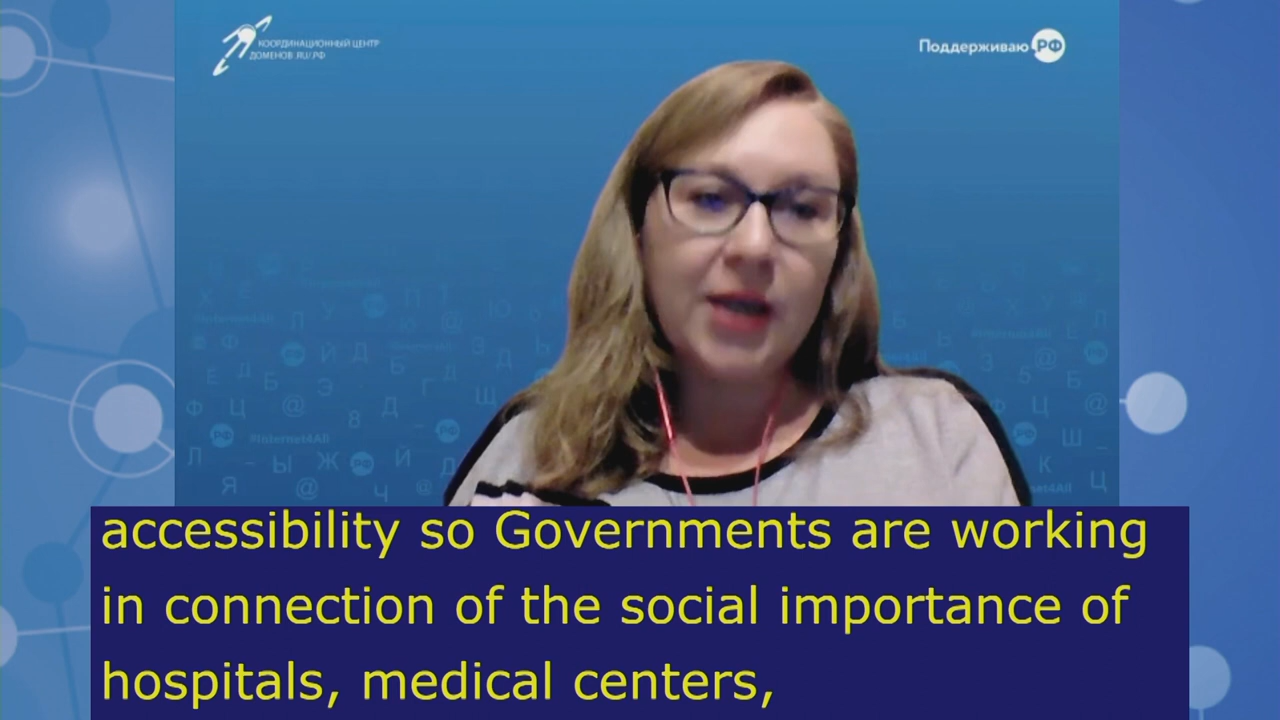 КООРДИНАЦИОННЫЙ ЦЕНТР
ДОМЕНОВ .RU/.РФ
Поддерживаю РФ
#Internet4All
accessibility so Governments are working
in connection of the social importance of
hospitals, medical centers,